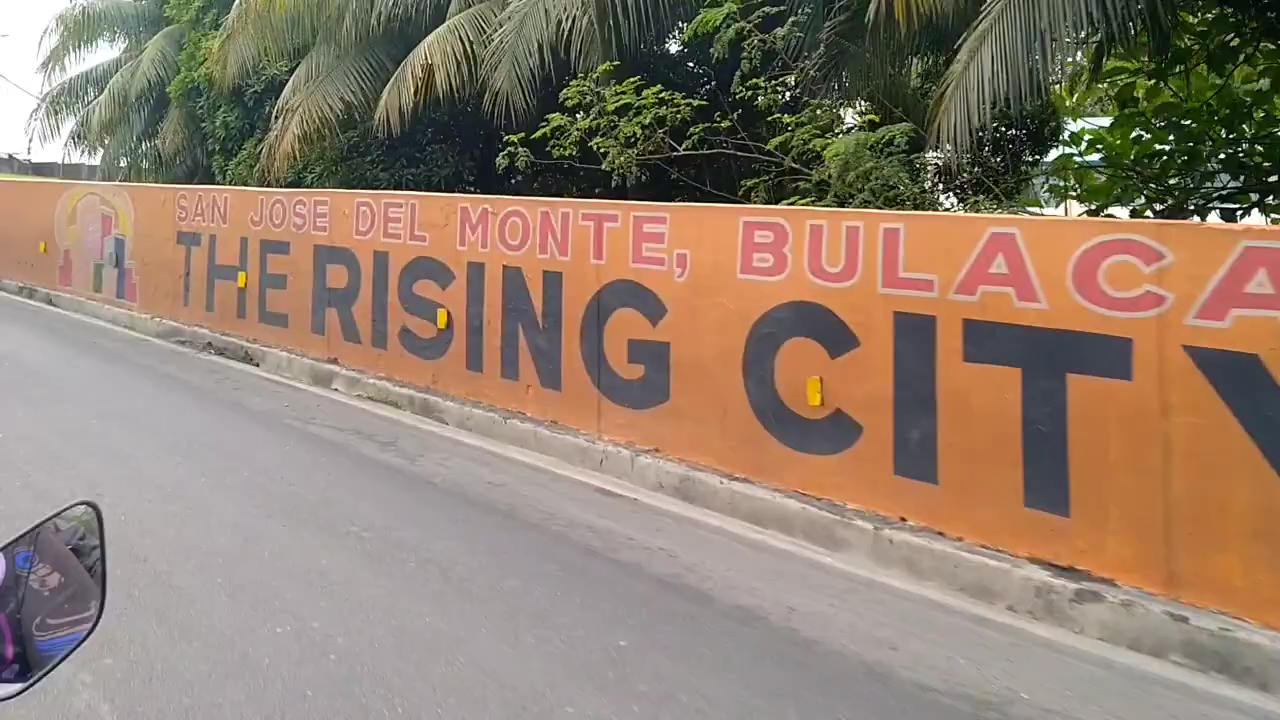 SAN JOSE DEL MONTE, BULACA
THE RISING CITY